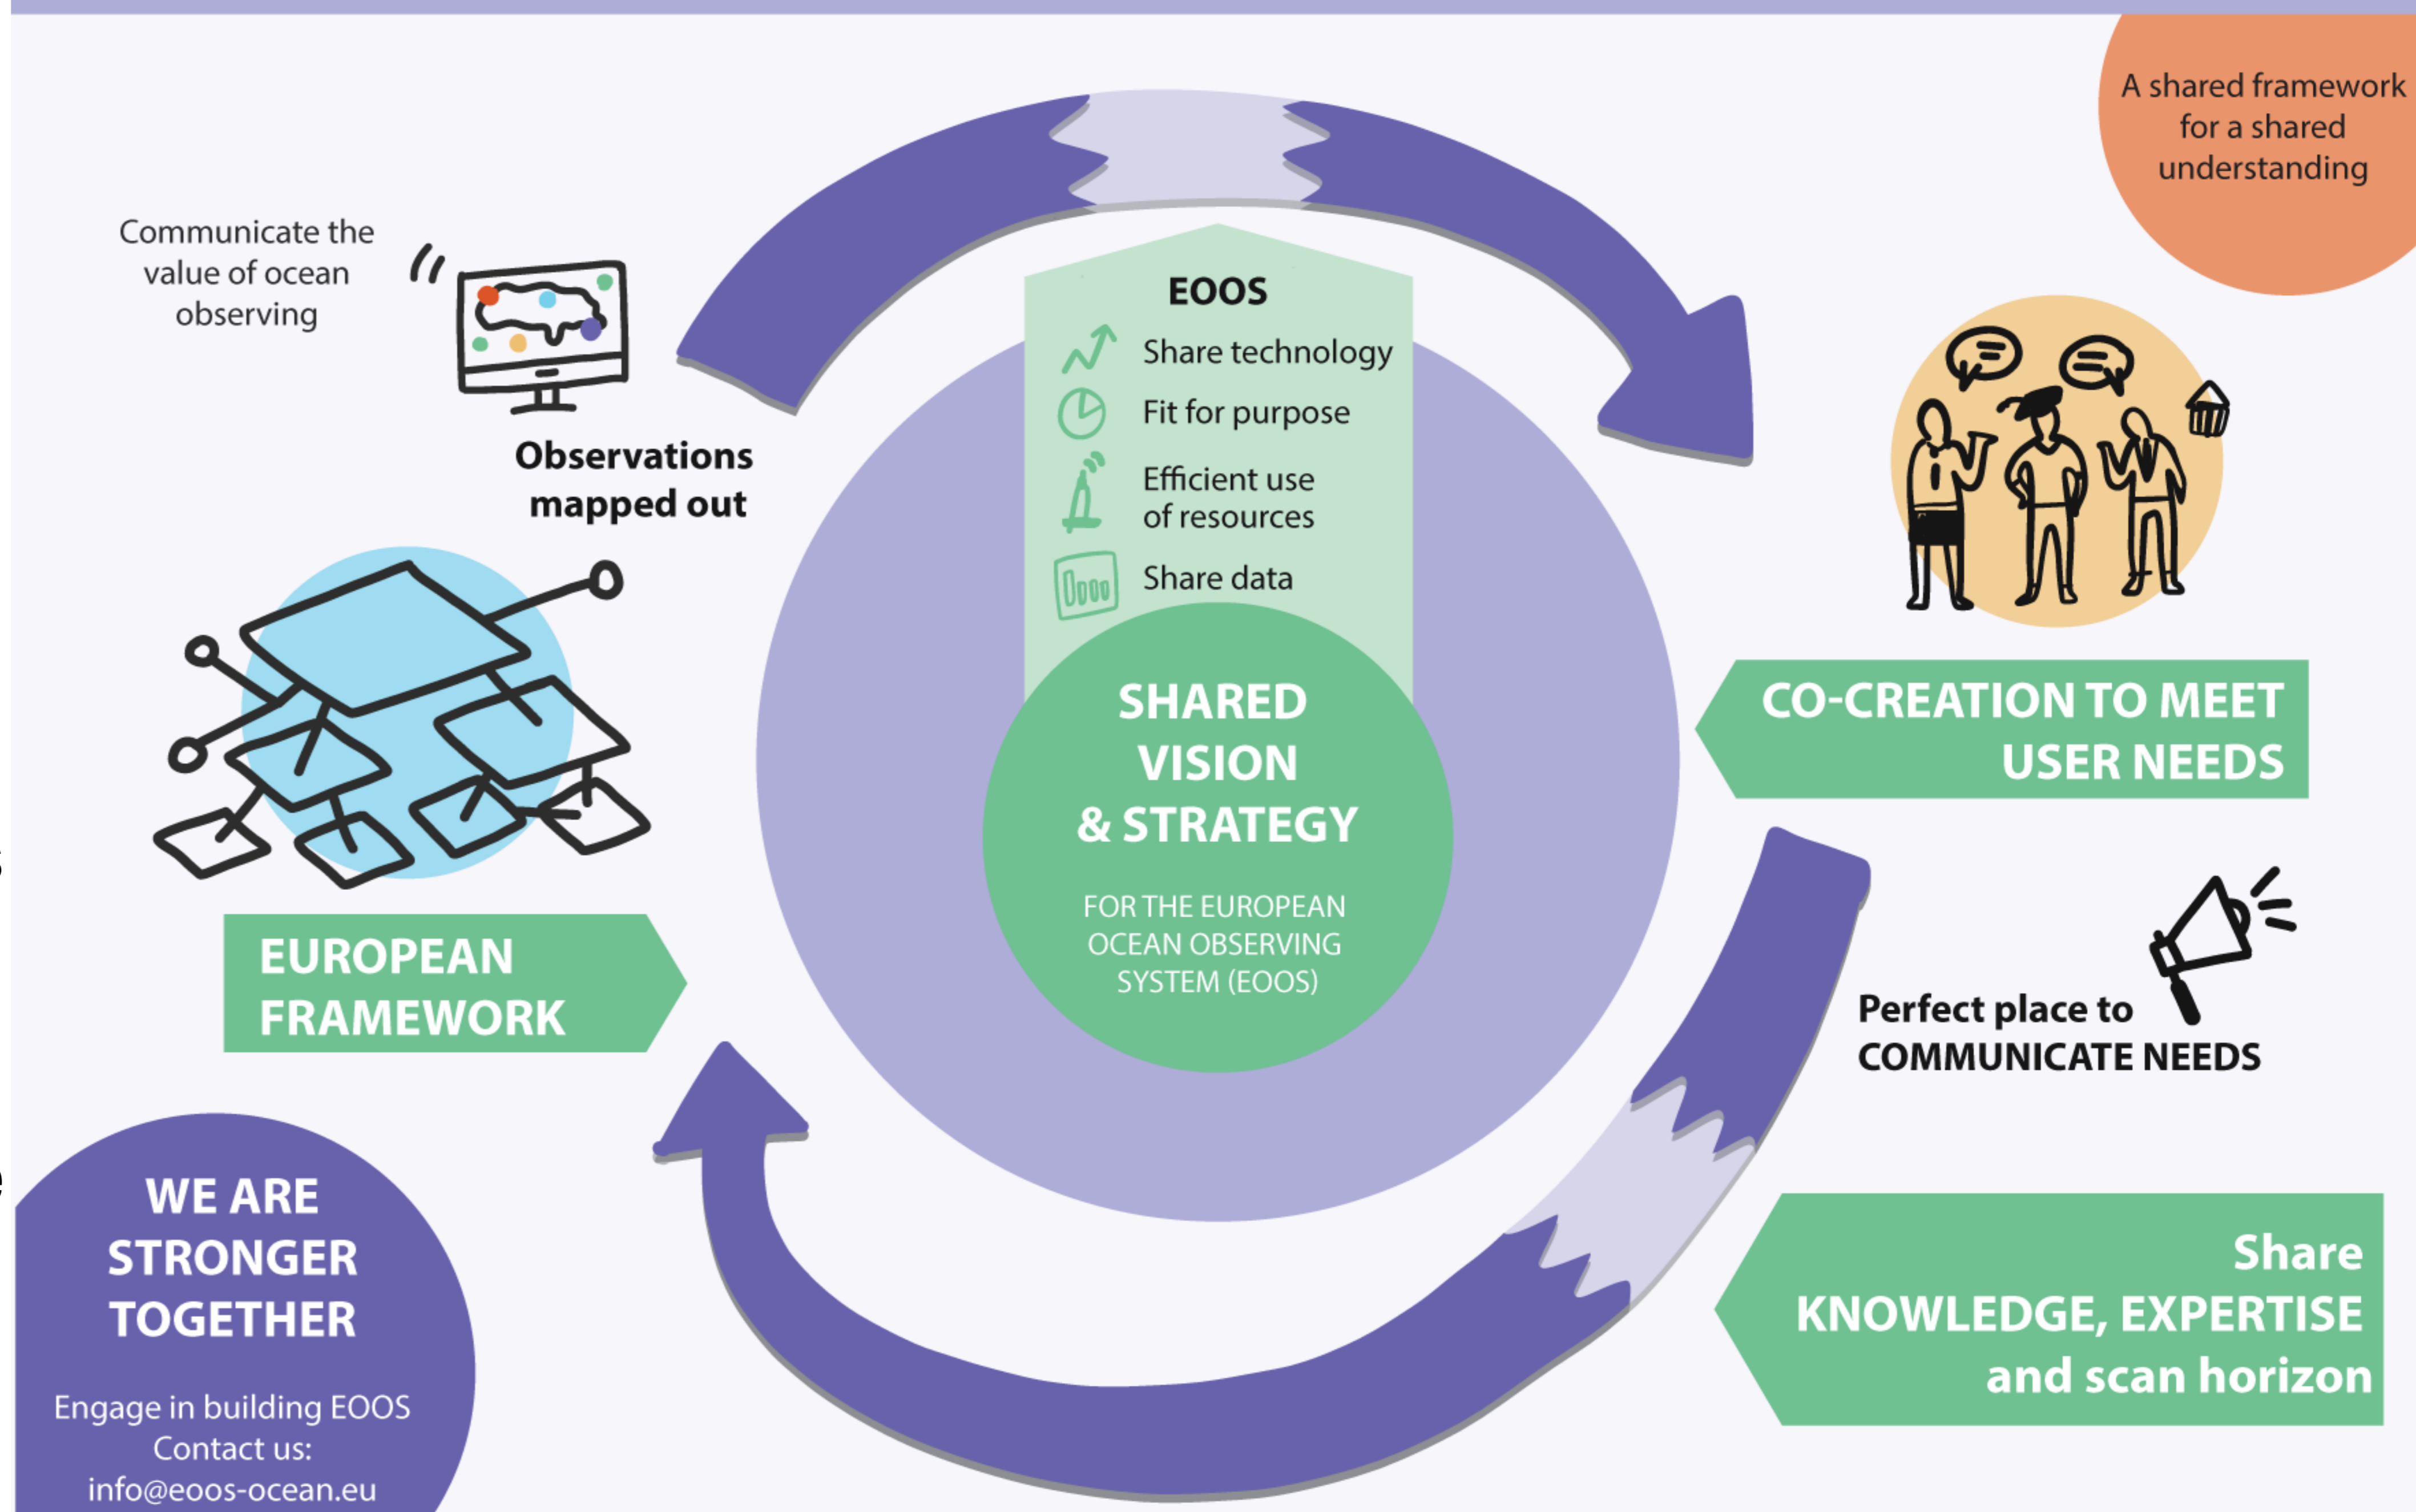 A shared framework
for a shared
understanding
Communicate the
value of ocean
observing
Observations
mapped out
EOOS
Share technology
Fit for purpose
Efficient use
of resources
Share data
SHARED
VISION
& STRATEGY
FOR THE EUROPEAN
OCEAN OBSERVING
SYSTEM (EOOS)
CO-CREATION TO MEET
USER NEEDS
EUROPEAN
FRAMEWORK
Perfect place to
COMMUNICATE NEEDS
Share
KNOWLEDGE, EXPERTISE
and scan horizon
WE ARE
STRONGER
TOGETHER
Engage in building EOOS
Contact us:
info@eoos-ocean.eu